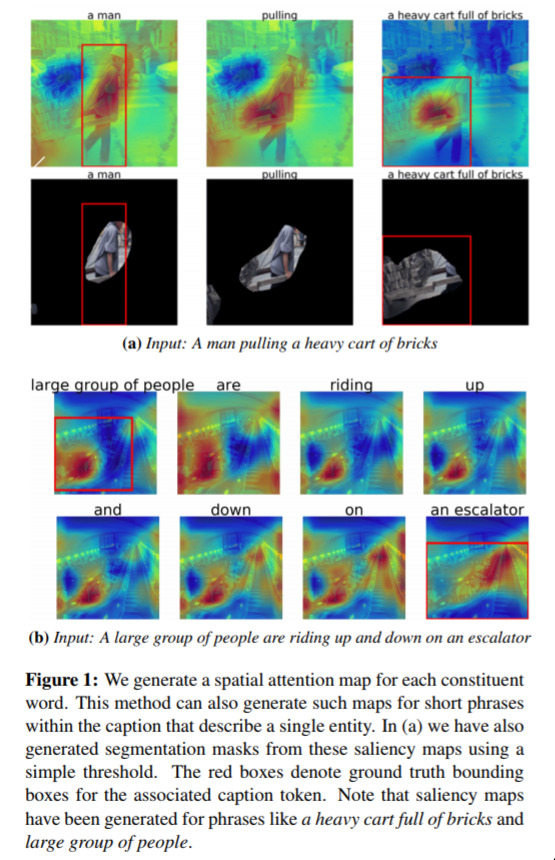 a man
pulling
a heavy cart full of bricks
a man
pulling
a heavy cart full of bricks
(a) Input: A man pulling a heavy cart of bricks
large group of people
are
riding
up
and
down
on
an escalator
(b) Input: A large group of people are riding up and down on an escalator
Figure 1: We generate a spatial attention map for each constituent
word. This method can also generate such maps for short phrases
within the caption that describe a single entity. In (a) we have also
generated segmentation masks from these saliency maps using a
simple threshold. The red boxes denote ground truth bounding
boxes for the associated caption token. Note that saliency maps
have been generated for phrases like a heavy cart full of bricks and
large group of people.